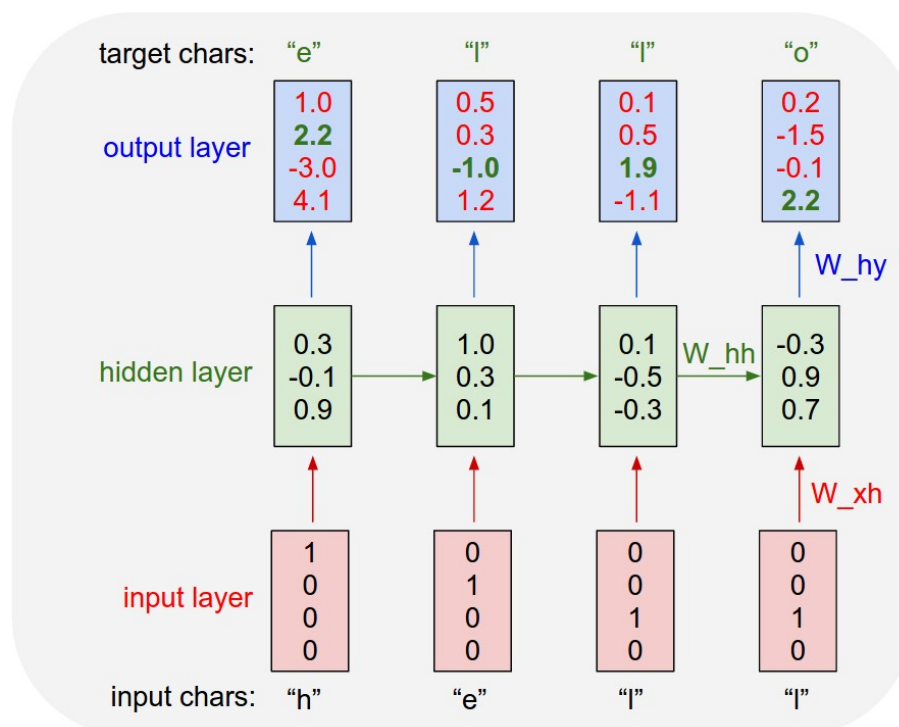 target chars: “e” “l” “l” “o”
1.0 0.5 0.1 0.2
2.2 0.3 0.5 -1.5
output layer
-3.0 -1.0 1.9 -0.1
4.1 1.2 -1.1 2.2
W_hy
0.3 1.0 0.1 -0.3
W_hh
hidden layer -0.1 0.3 -0.5 0.9
0.9 0.1 -0.3 0.7
W_xh
1 0 0 0
0 1 0 0
input layer
0 0 1 1
0 0 0 0
input chars: “h” “e” “l” “l”